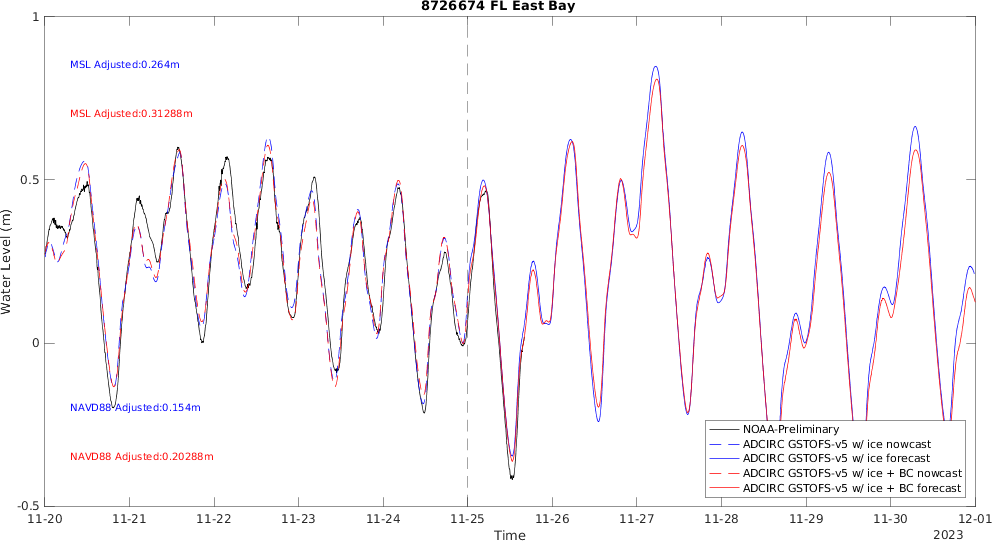 8726674 FL East Bay
1
MSL Adjusted:0.264m
MSL Adjusted:0.31288m
0.5
Water Level (m)
0
NAVD88 Adjusted:0.154m
NAVD88 Adjusted:0.20288m
NOAA-Preliminary
ADCIRC GSTOFS-v5 w/ ice nowcast
ADCIRC GSTOFS-v5 w/ ice forecast
ADCIRC GSTOFS-v5 w/ ice + BC nowcast
ADCIRC GSTOFS-v5 w/ ice + BC forecast
-0.5
11-20 11-21 11-22 11-23 11-24 11-25 11-26 11-27 11-28 11-29 11-30 12-01
Time
2023